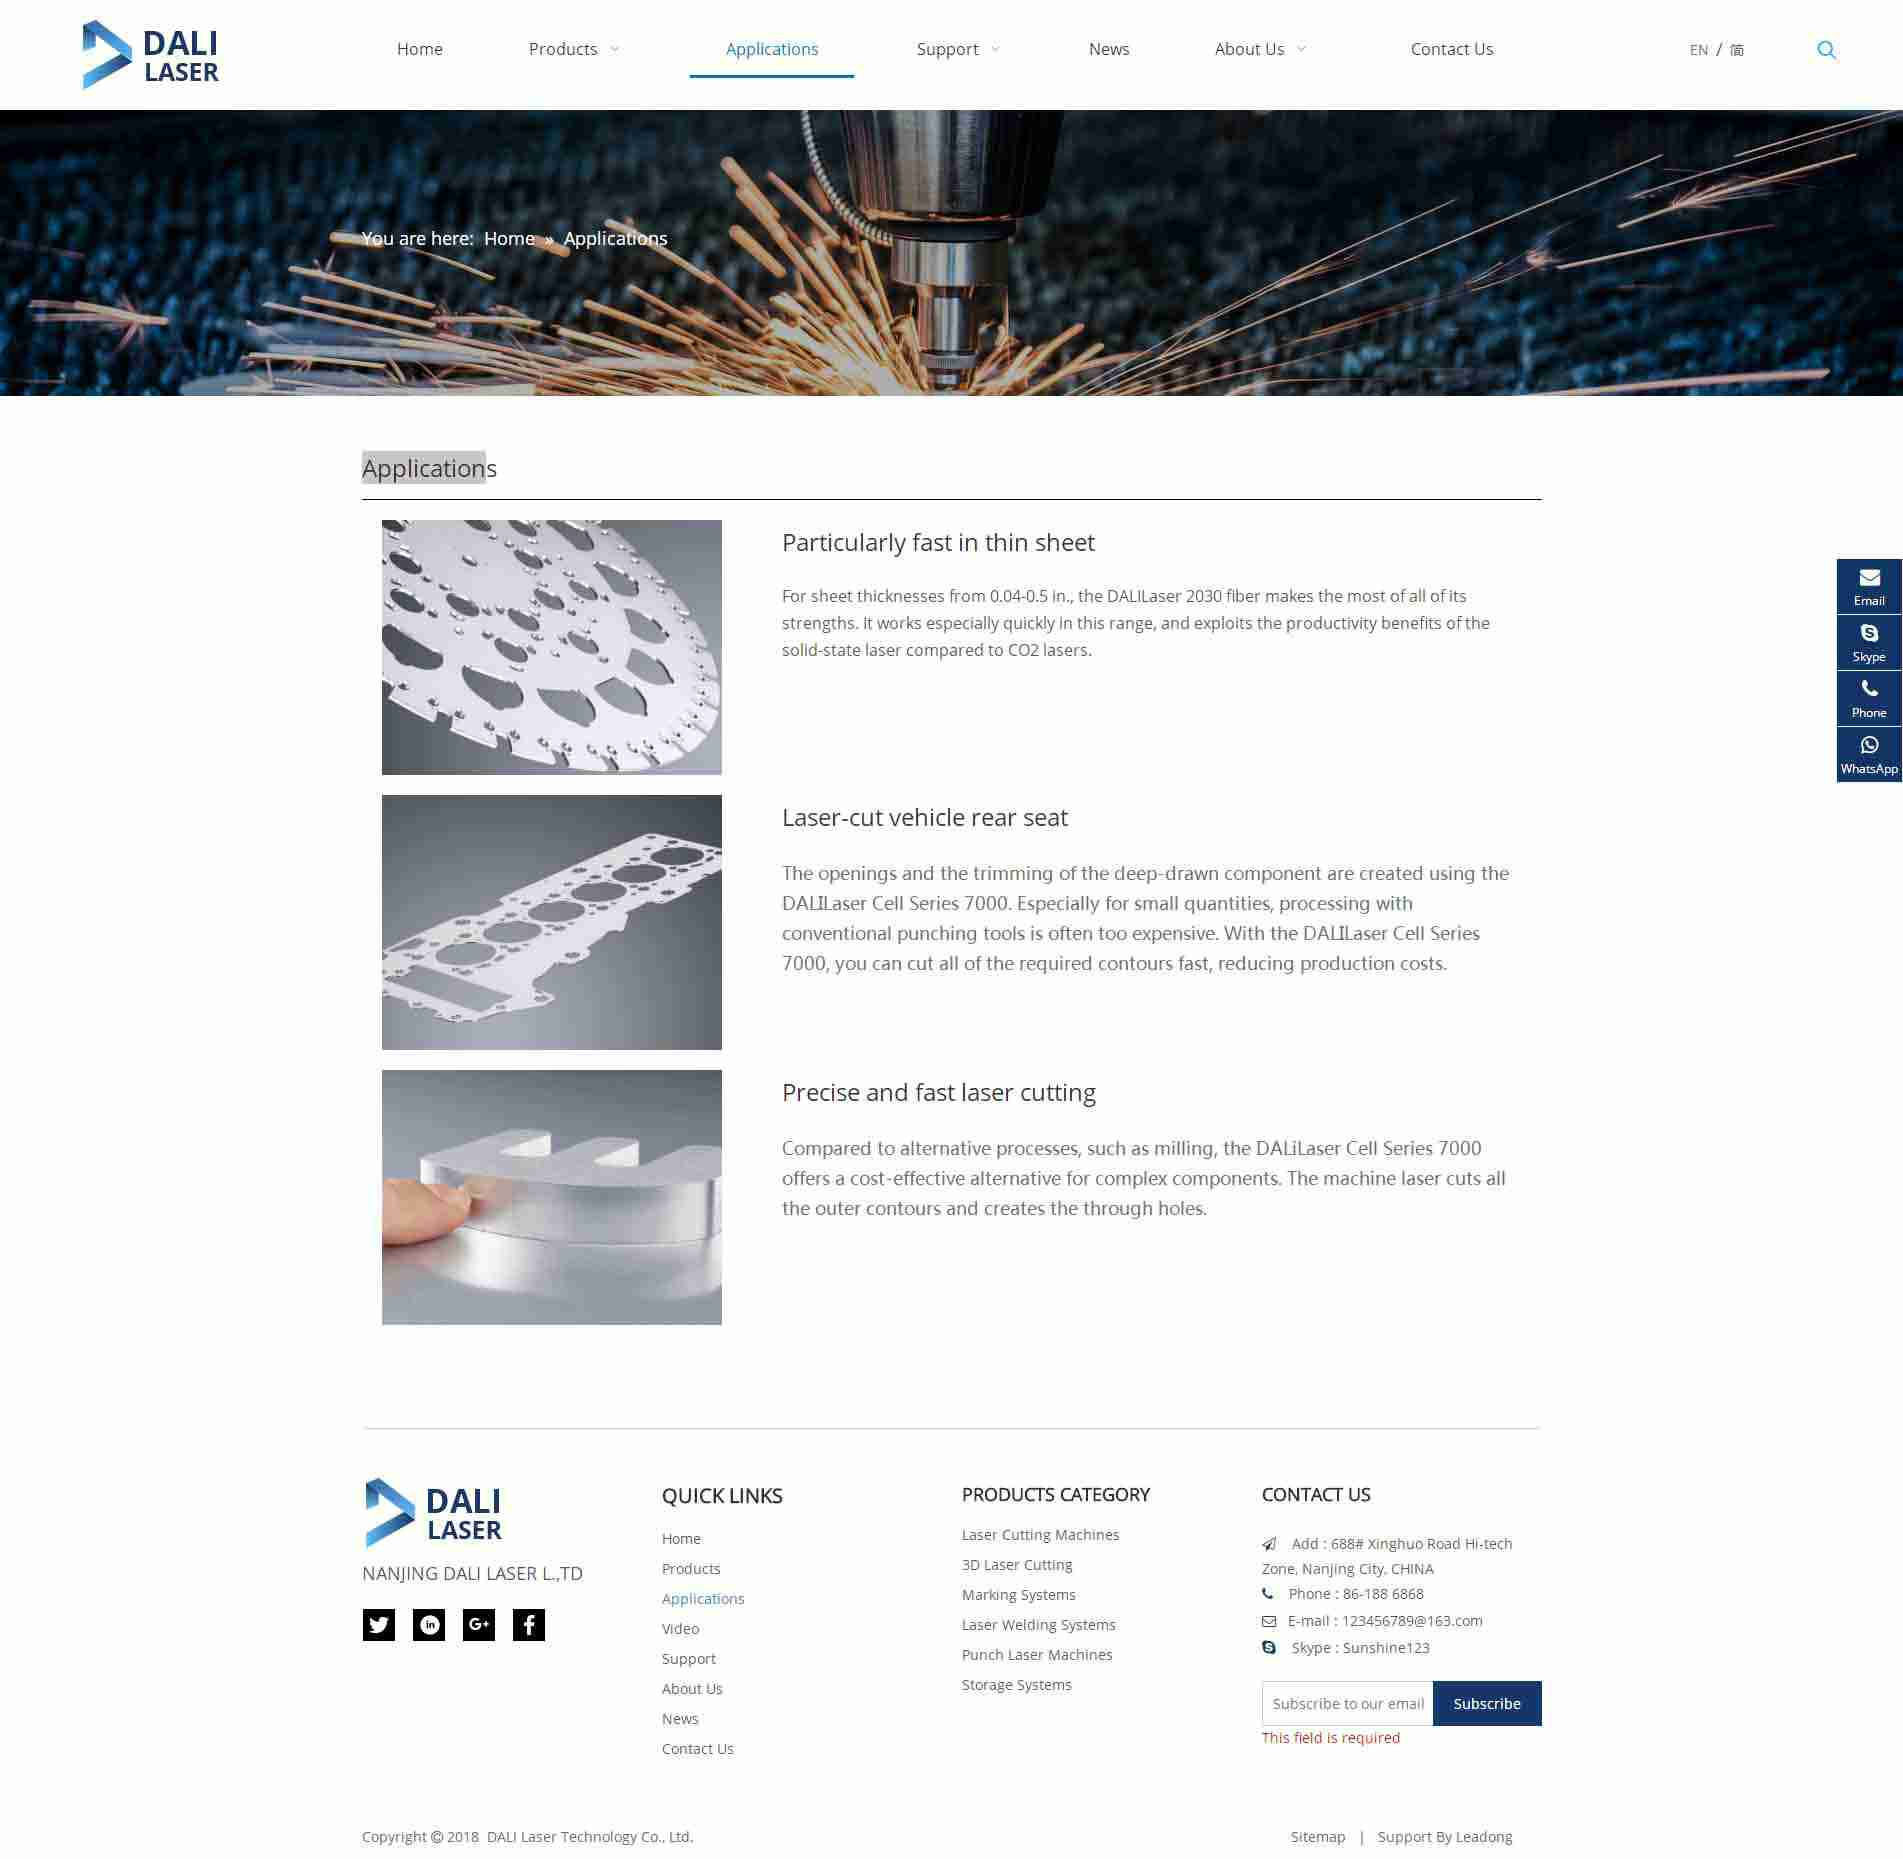 DALI
LASER
Home
Products
Applications
Support
News
About Us
Contact Us
EN / 简
You are here: Home » Applications
Applications
Particularly fast in thin sheet
For sheet thicknesses from 0.04-0.5 in., the DALILaser 2030 fiber makes the most of all of its
strengths. It works especially quickly in this range, and exploits the productivity benefits of the
solid-state laser compared to CO2 lasers.
Email
Skype
Phone
WhatsApp
Laser-cut vehicle rear seat
The openings and the trimming of the deep-drawn component are created using the
DALILaser Cell Series 7000. Especially for small quantities, processing with
conventional punching tools is often too expensive. With the DALILaser Cell Series
7000, you can cut all of the required contours fast, reducing production costs.
Precise and fast laser cutting
Compared to alternative processes, such as milling, the DALiLaser Cell Series 7000
offers a cost-effective alternative for complex components. The machine laser cuts all
the outer contours and creates the through holes.
DALI
LASER
NANJING DALI LASER L.,TD
QUICK LINKS
Home
Products
Applications
Video
Support
About Us
News
Contact Us
PRODUCTS CATEGORY
Laser Cutting Machines
3D Laser Cutting
Marking Systems
Laser Welding Systems
Punch Laser Machines
Storage Systems
CONTACT US
Add : 688# Xinghuo Road Hi-tech
Zone, Nanjing City, CHINA
Phone : 86-188 6868
E-mail : 123456789@163.com
Skype : Sunshine123
Subscribe to our email
Subscribe
This field is required
Copyright © 2018 DALI Laser Technology Co., Ltd.
Sitemap | Support By Leadong